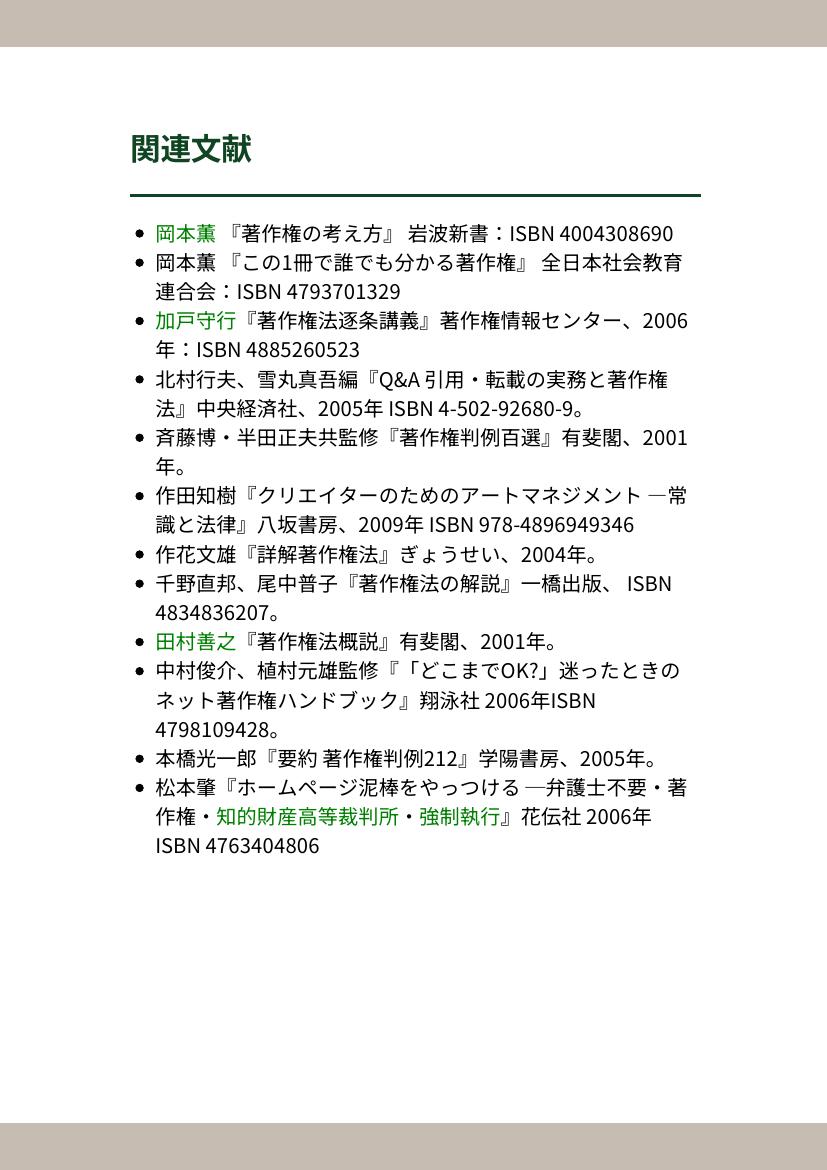 関連文献
• 岡本薫 『著作権の考え方』 岩波新書：ISBN 4004308690
• 岡本薫 『この1冊で誰でも分かる著作権』 全日本社会教育
連合会：ISBN 4793701329
• 加戸守行『著作権法逐条講義』著作権情報センター、2006
年：ISBN 4885260523
• 北村行夫、雪丸真吾編『Q&A 引用・転載の実務と著作権
法』中央経済社、2005年 ISBN 4-502-92680-9。
• 斉藤博・半田正夫共監修『著作権判例百選』有斐閣、2001
年。
• 作田知樹『クリエイターのためのアートマネジメント ―常
識と法律』八坂書房、2009年 ISBN 978-4896949346
• 作花文雄『詳解著作権法』ぎょうせい、2004年。
• 千野直邦、尾中普子『著作権法の解説』一橋出版、 ISBN
4834836207。
• 田村善之『著作権法概説』有斐閣、2001年。
• 中村俊介、植村元雄監修『「どこまでOK?」迷ったときの
ネット著作権ハンドブック』翔泳社 2006年ISBN
4798109428。
• 本橋光一郎『要約 著作権判例212』学陽書房、2005年。
• 松本肇『ホームページ泥棒をやっつける ―弁護士不要・著
作権・知的財産高等裁判所・強制執行』花伝社 2006年
ISBN 4763404806